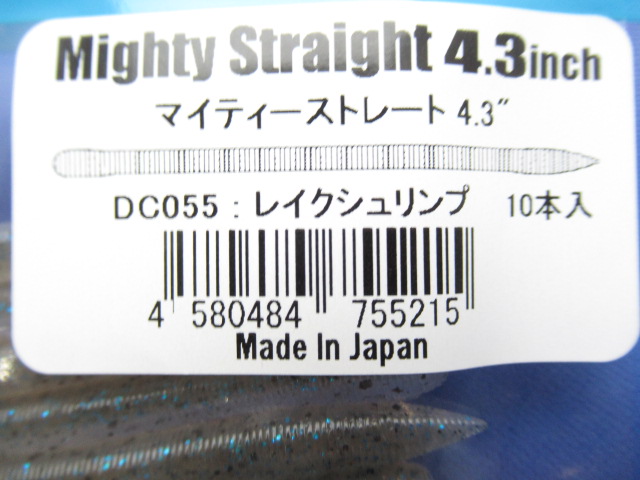 Mighty Straight 4.3inch
マイティーストレート 4.3"
DC055 : レイクシュリンプ 10本入
4 580484 755215
Made In Japan